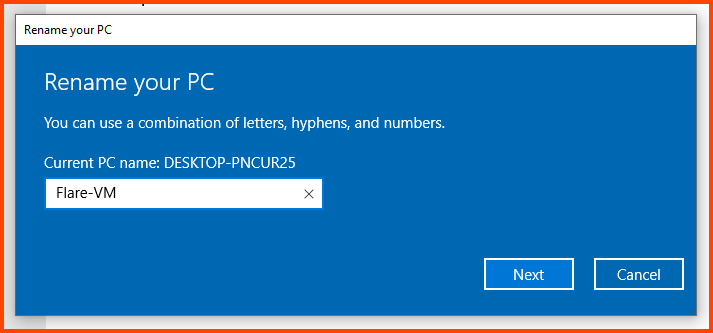 Rename your PC
Rename your PC
You can use a combination of letters, hyphens, and numbers.
Current PC name: DESKTOP-PNCUR25
Flare-VM
Next
Cancel